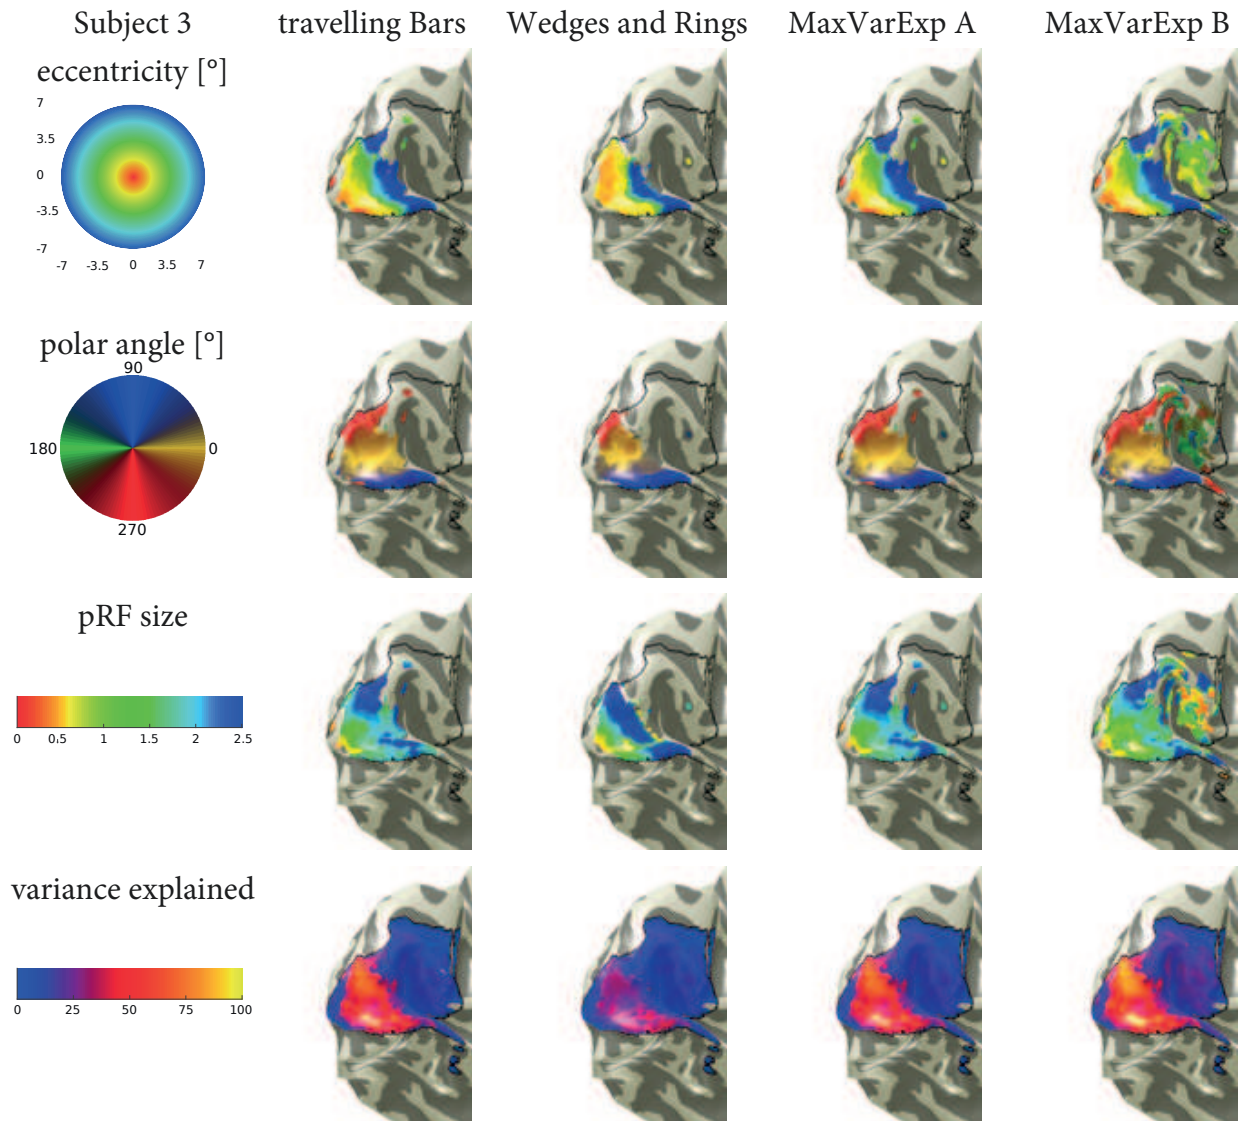 Subject 3 travelling Bars Wedges and Rings MaxVarExp A MaxVarExp B
eccentricity [°]
7
3.5
0
-3.5
-7
-7 -3.5 0 3.5 7
polar angle [°]
90
180 0
270
pRF size
0 0.5 1 1.5 2 2.5
variance explained
0 25 50 75 100